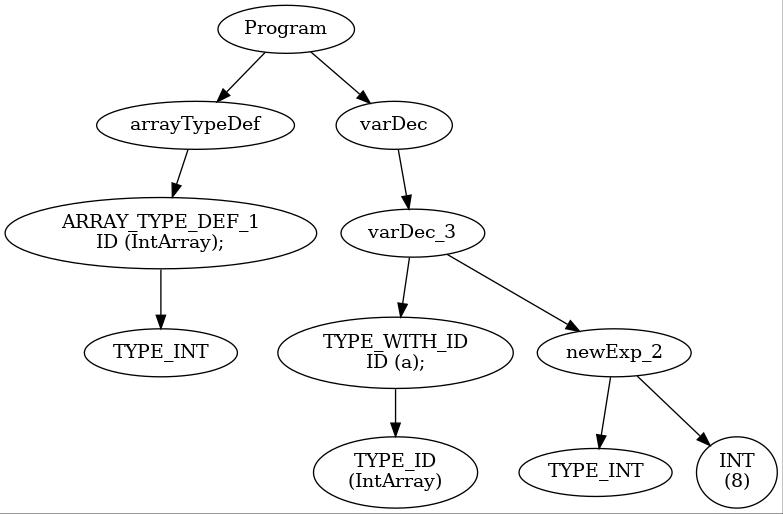 Program
arrayTypeDef
varDec
ARRAY_TYPE_DEF_1
ID (IntArray);
varDec_3
TYPE_INT
TYPE_WITH_ID
ID (a);
newExp_2
TYPE_ID
(IntArray)
TYPE_INT
INT
(8)